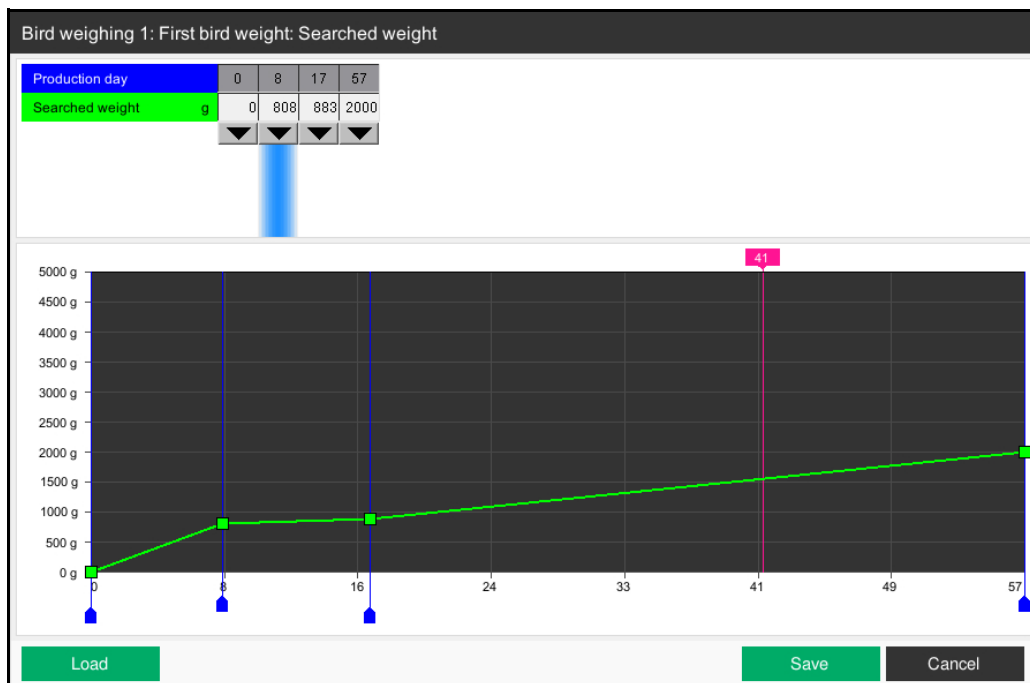 Bird weighing 1: First bird weight: Searched weight
Production day 0 8 17 57
Searched weight g 0 808 883 2000
41
5000 g
4500 g
4000 g
3500 g
3000 g
2500 g
2000 g
1500 g
1000 g
500 g
0 g
0 8 16 24 33 41 49 57
Load Save Cancel